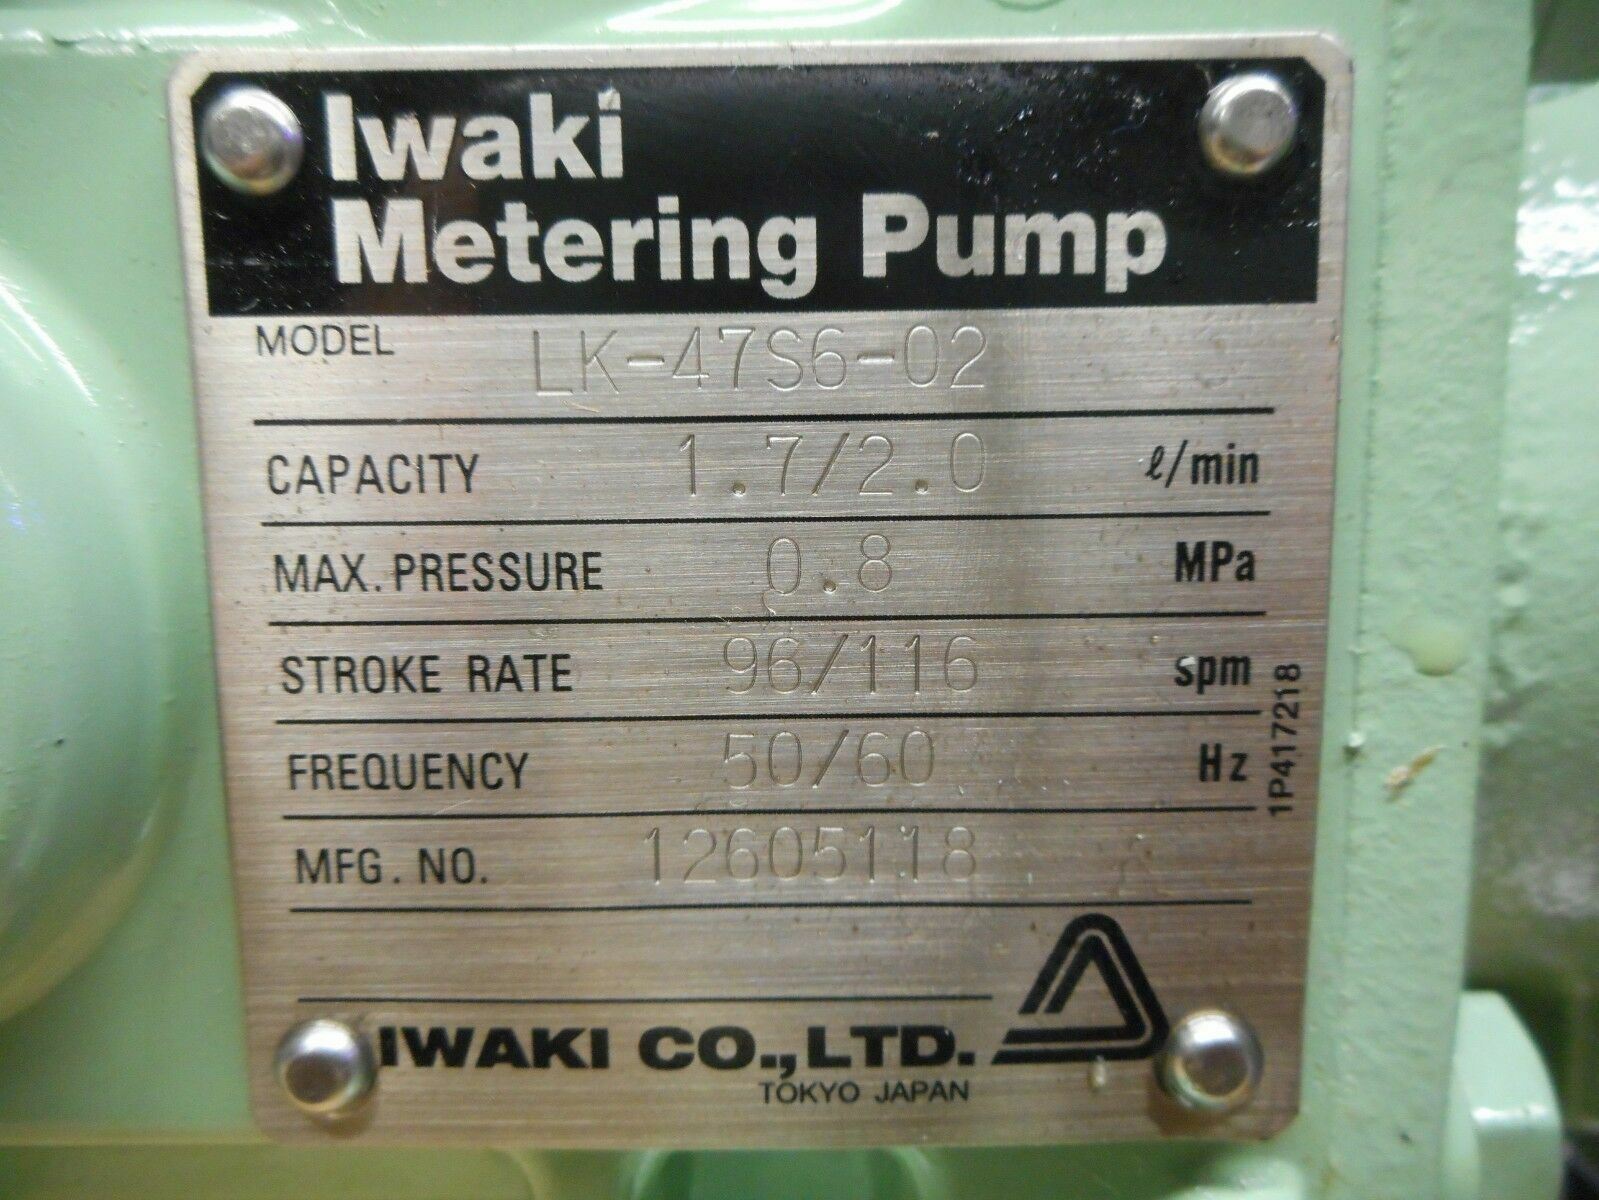 Iwaki
Metering Pump
MODEL LK-47S6-02
CAPACITY 1.7/2.0 ℓ/min
MAX. PRESSURE 0.8 MPa
STROKE RATE 96/116 spm
FREQUENCY 50/60 Hz
MFG. NO. 12605118
1P417218
IWAKI CO.,LTD.
TOKYO JAPAN